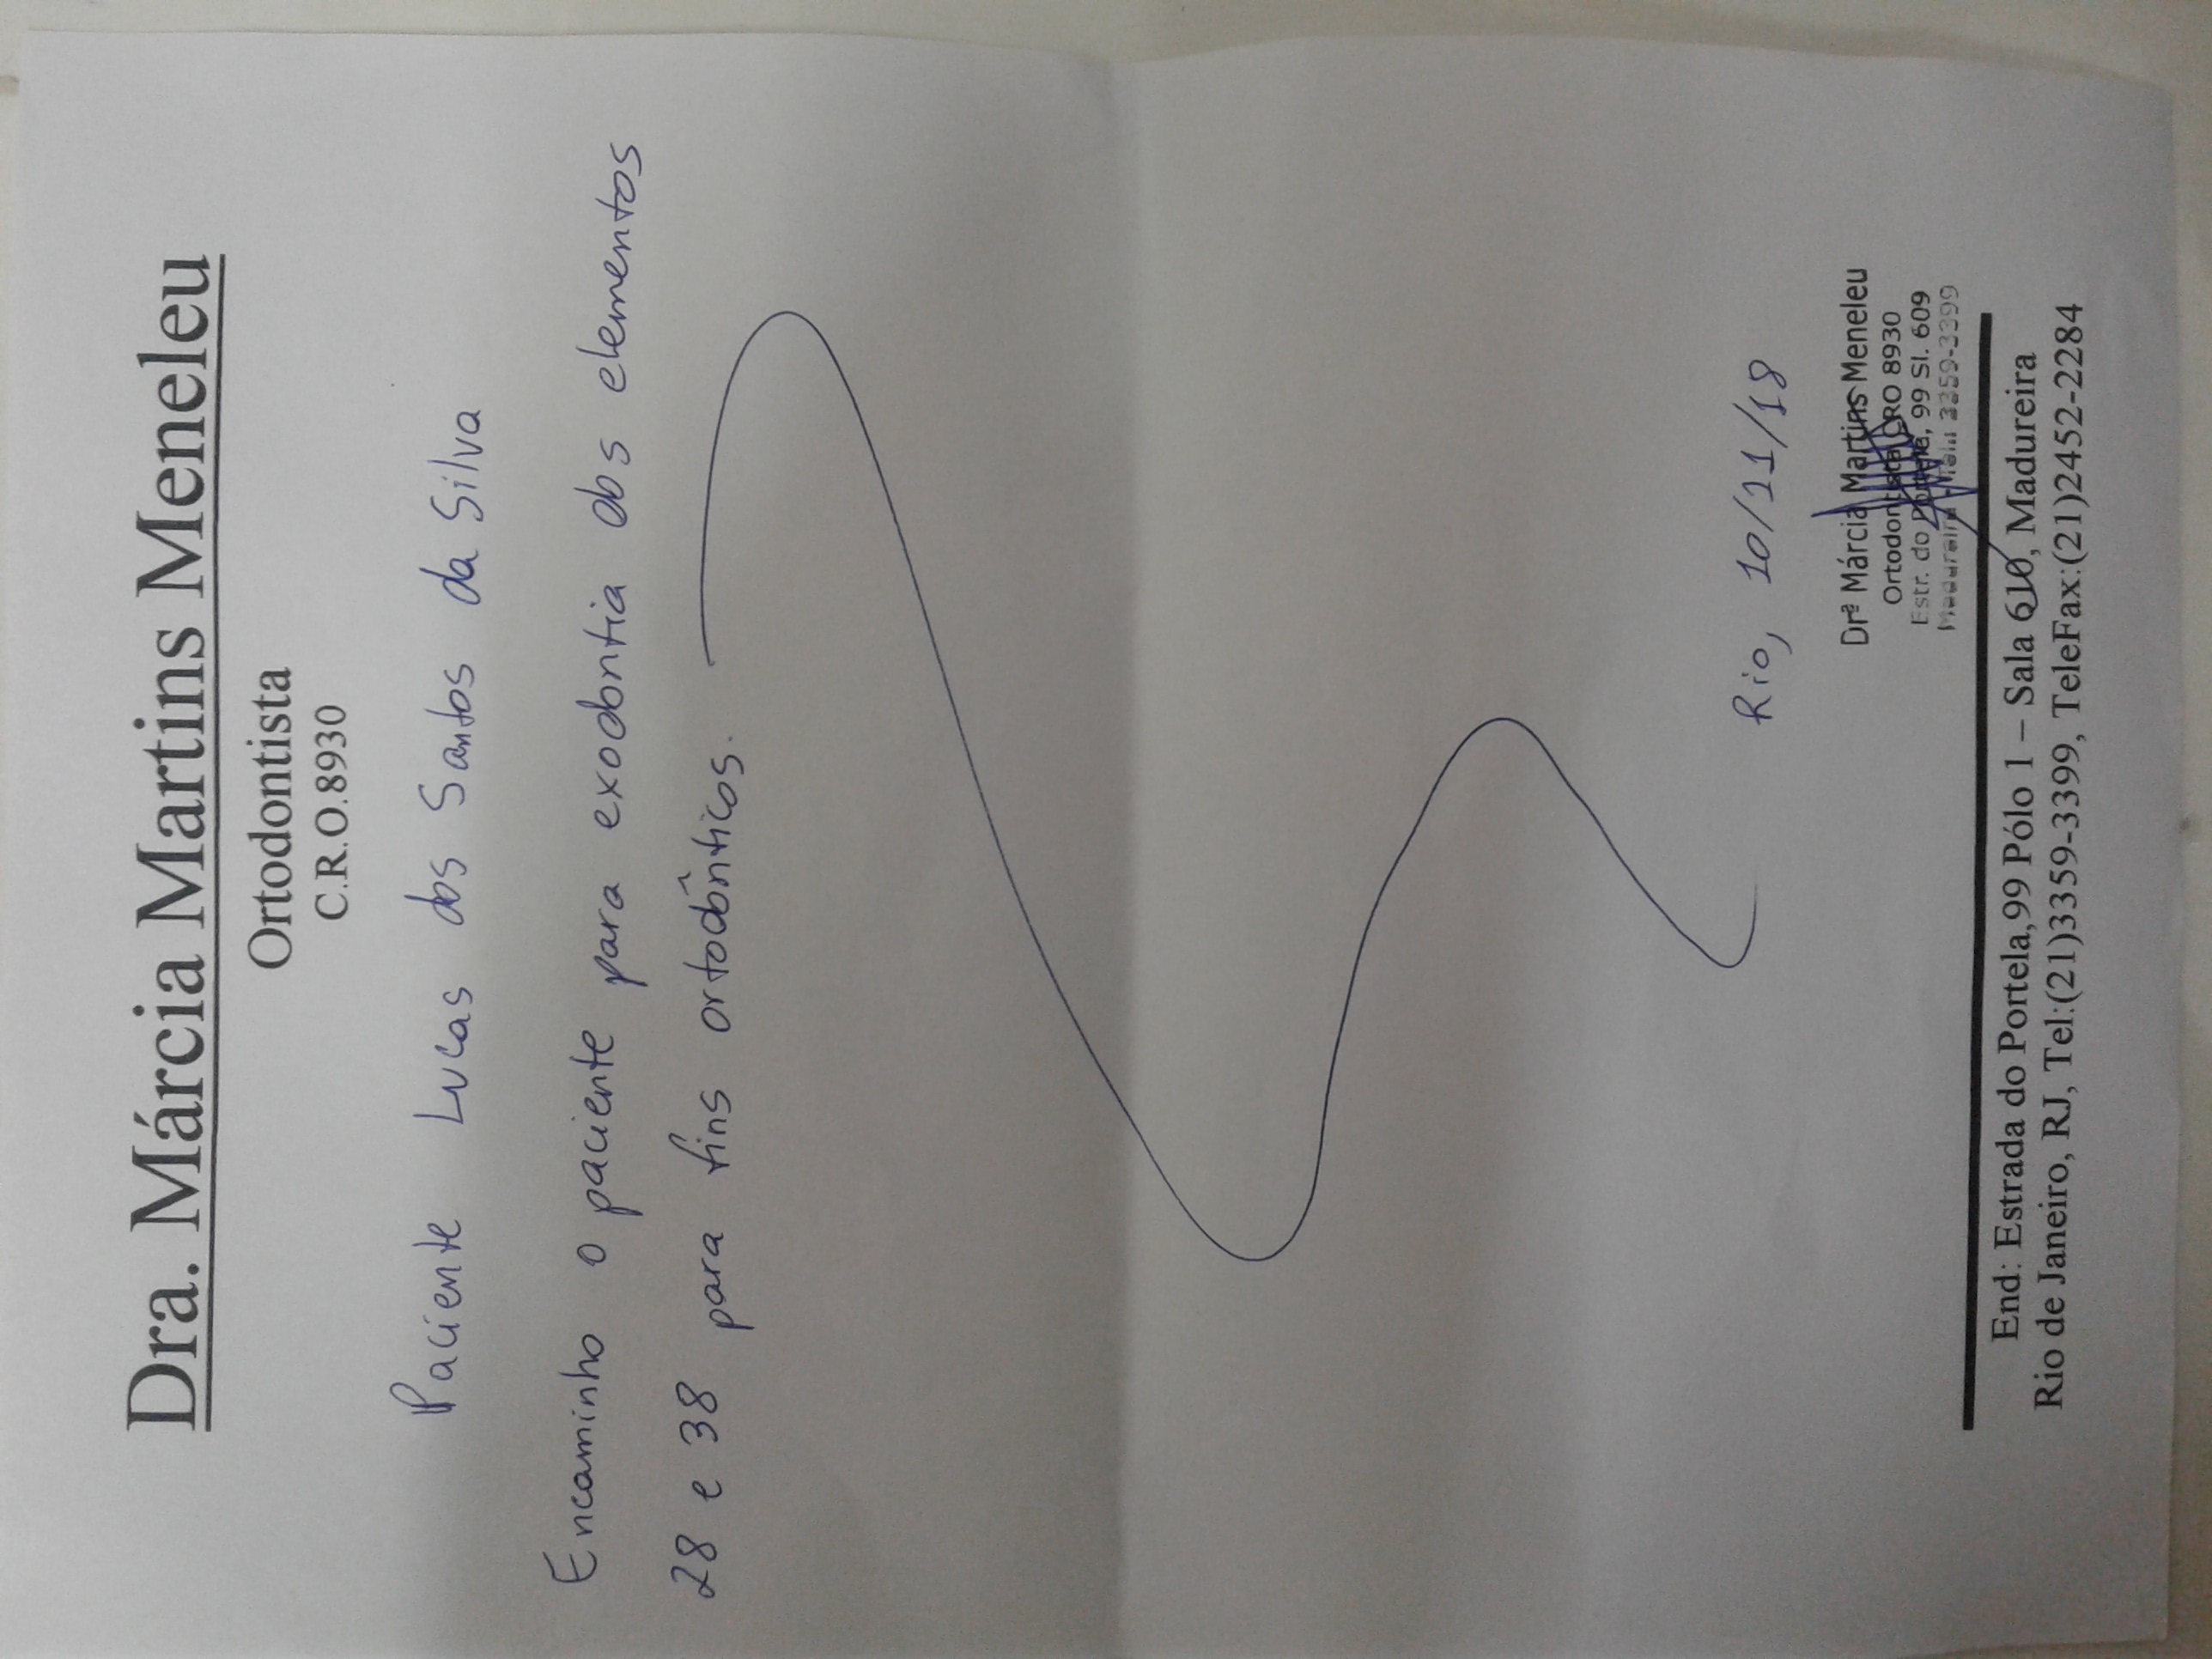 Dra. Márcia Martins Meneleu
Ortodontista
C.R.O.8930
Paciente Lucas dos Santos da Silva
Encaminho o paciente para exodontia dos elementos
28 e 38 para fins ortodônticos.
Rio, 10/11/18
Drª Márcia Martins Meneleu
Ortodontista CRO 8930
Estr. do Portela, 99 Sl. 609
Madureira 3359-3399
End: Estrada do Portela,99 Pólo 1 – Sala 610, Madureira
Rio de Janeiro, RJ, Tel:(21)3359-3399, TeleFax:(21)2452-2284